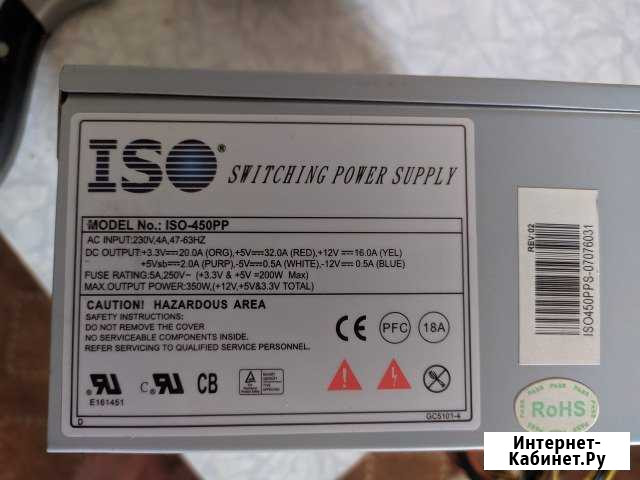 ISO®
SWITCHING POWER SUPPLY
MODEL No.: ISO-450PP
AC INPUT:230V,4A,47-63HZ
DC OUTPUT:+3.3V⎓20.0A (ORG),+5V⎓32.0A (RED),+12V⎓16.0A (YEL)
+5Vsb⎓2.0A (PURP),-5V⎓0.5A (WHITE),-12V⎓0.5A (BLUE)
FUSE RATING:5A,250V~ (+3.3V & +5V =200W Max)
MAX.OUTPUT POWER:350W,(+12V,+5V&3.3V TOTAL)
CAUTION! HAZARDOUS AREA
SAFETY INSTRUCTIONS:
DO NOT REMOVE THE COVER
NO SERVICEABLE COMPONENTS INSIDE.
REFER SERVICING TO QUALIFIED SERVICE PERSONNEL.
CE PFC 18A
c CB
E161451
D
GC5101-4
REV:02
ISO450PPS-07076031
PASS PASS PASS
RoHS
PASS PASS PASS
Интернет-
Кабинет.Ру